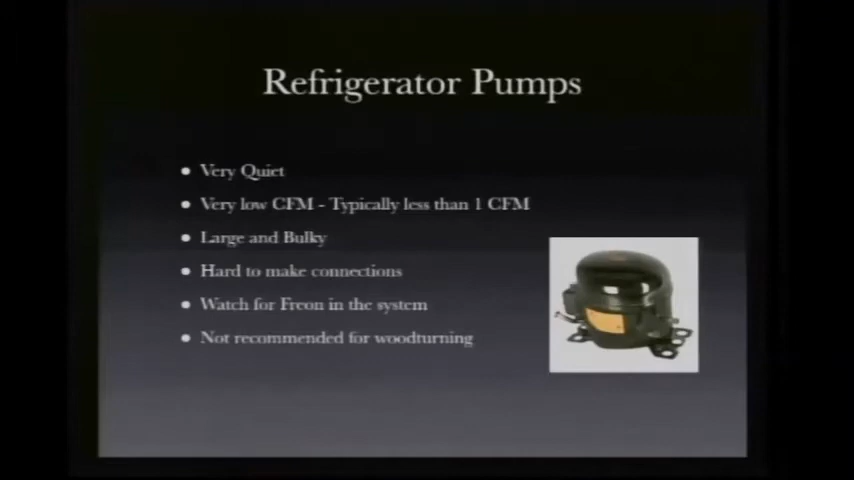 Refrigerator Pumps
Very Quiet
Very low CFM - Typically less than 1 CFM
Large and Bulky
Hard to make connections
Watch for Freon in the system
Not recommended for woodturning